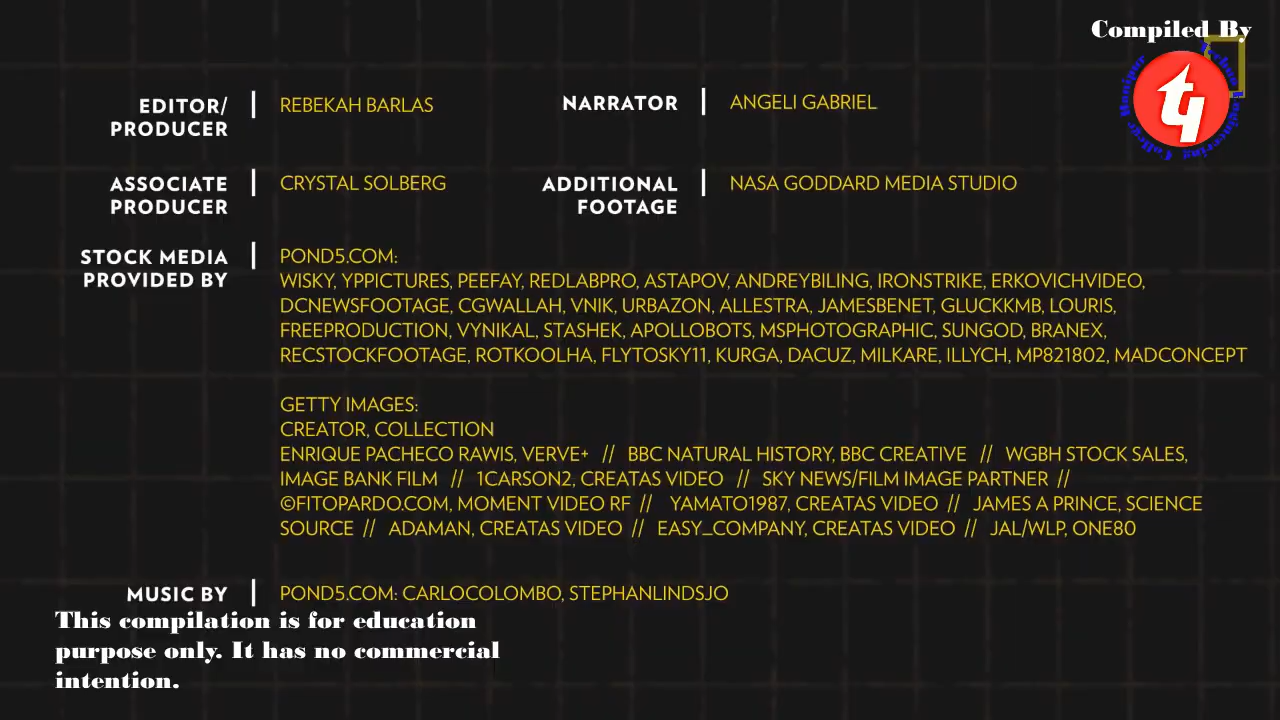 Compiled By
Techno Engineering College Manipur
EDITOR/
PRODUCER
REBEKAH BARLAS
NARRATOR
ANGELI GABRIEL
ASSOCIATE
PRODUCER
CRYSTAL SOLBERG
ADDITIONAL
FOOTAGE
NASA GODDARD MEDIA STUDIO
STOCK MEDIA
PROVIDED BY
POND5.COM:
WISKY, YPPICTURES, PEEFAY, REDLABPRO, ASTAPOV, ANDREYBILING, IRONSTRIKE, ERKOVICHVIDEO,
DCNEWSFOOTAGE, CGWALLAH, VNIK, URBAZON, ALLESTRA, JAMESBENET, GLUCKKMB, LOURIS,
FREEPRODUCTION, VYNIKAL, STASHEK, APOLLOBOTS, MSPHOTOGRAPHIC, SUNGOD, BRANEX,
RECSTOCKFOOTAGE, ROTKOOLHA, FLYTOSKY11, KURGA, DACUZ, MILKARE, ILLYCH, MP821802, MADCONCEPT
GETTY IMAGES:
CREATOR, COLLECTION
ENRIQUE PACHECO RAWIS, VERVE+ // BBC NATURAL HISTORY, BBC CREATIVE // WGBH STOCK SALES,
IMAGE BANK FILM // 1CARSON2, CREATAS VIDEO // SKY NEWS/FILM IMAGE PARTNER //
©FITOPARDO.COM, MOMENT VIDEO RF // YAMATO1987, CREATAS VIDEO // JAMES A PRINCE, SCIENCE
SOURCE // ADAMAN, CREATAS VIDEO // EASY_COMPANY, CREATAS VIDEO // JAL/WLP, ONE80
MUSIC BY
POND5.COM: CARLOCOLOMBO, STEPHANLINDSJO
This compilation is for education
purpose only. It has no commercial
intention.